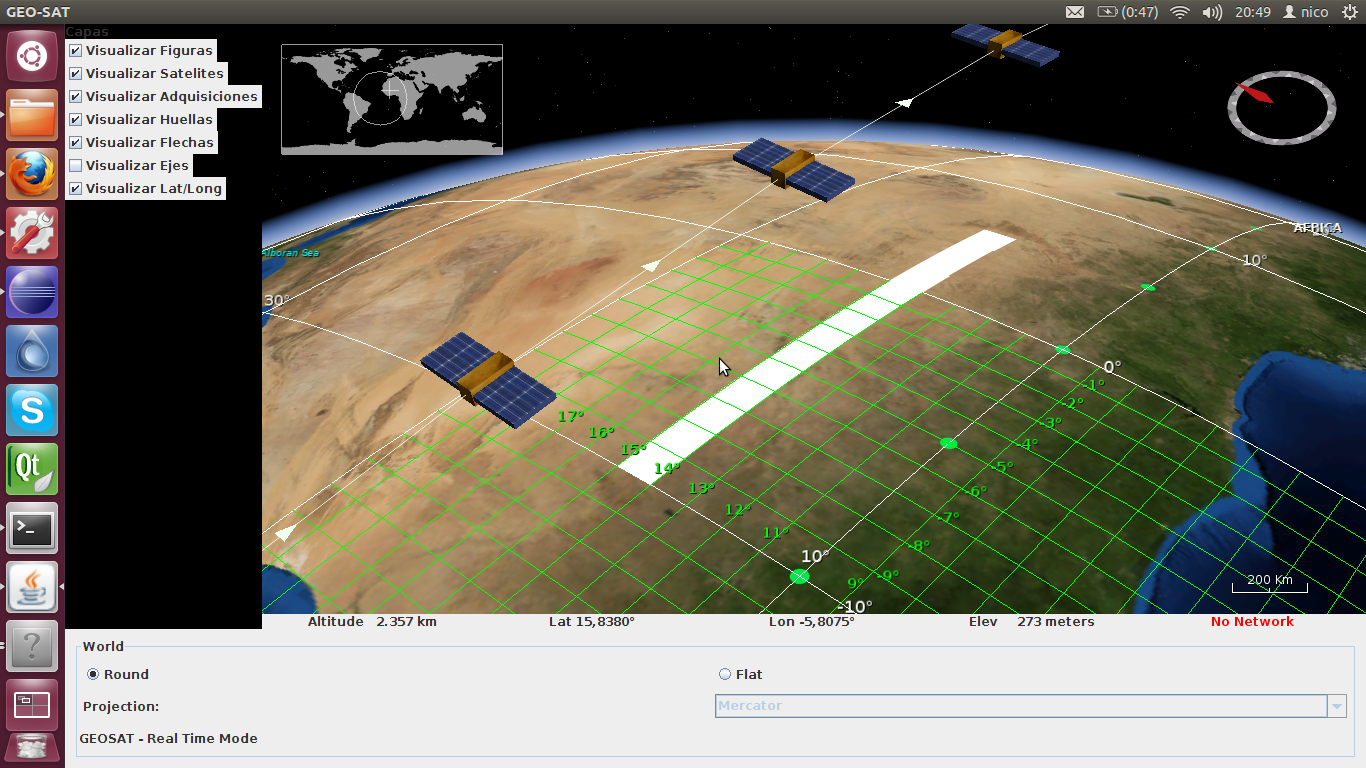 GEO-SAT
(0:47)
20:49
nico
Capas
Visualizar Figuras
Visualizar Satelites
Visualizar Adquisiciones
Visualizar Huellas
Visualizar Flechas
Visualizar Ejes
Visualizar Lat/Long
AFRICA
Alboran Sea
10°
30°
0°
-1°
-2°
17°
-3°
16°
-4°
15°
14°
-5°
13°
-6°
12°
-7°
11°
-8°
10°
9°
-9°
-10°
200 Km
Altitude 2.357 km
Lat 15,8380°
Lon -5,8075°
Elev 273 meters
No Network
World
Round
Flat
Projection:
Mercator
GEOSAT - Real Time Mode
S
Qt
>_
?